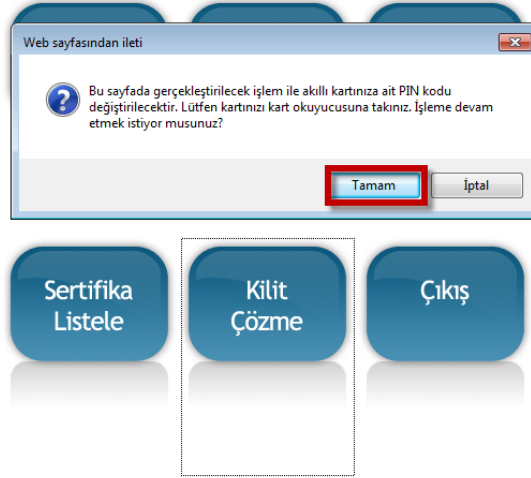 Web sayfasından ileti
Bu sayfada gerçekleştirilecek işlem ile akıllı kartınıza ait PIN kodu
değiştirilecektir. Lütfen kartınızı kart okuyucusuna takınız. İşleme devam
etmek istiyor musunuz?
Tamam
İptal
Sertifika
Listele
Kilit
Çözme
Çıkış